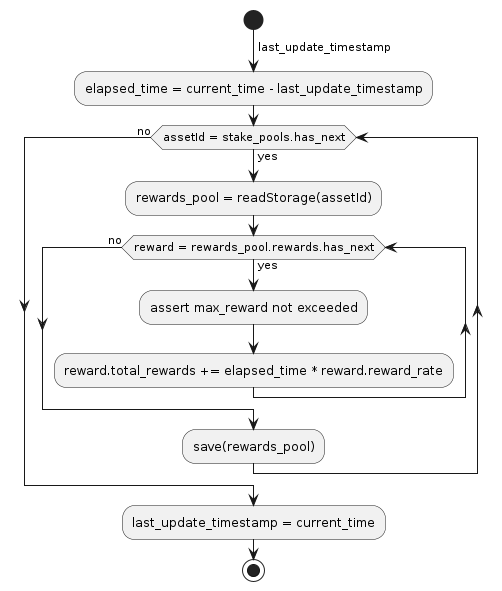 last_update_timestamp
elapsed_time = current_time - last_update_timestamp
no
assetId = stake_pools.has_next
yes
rewards_pool = readStorage(assetId)
no
reward = rewards_pool.rewards.has_next
yes
assert max_reward not exceeded
reward.total_rewards += elapsed_time * reward.reward_rate
save(rewards_pool)
last_update_timestamp = current_time